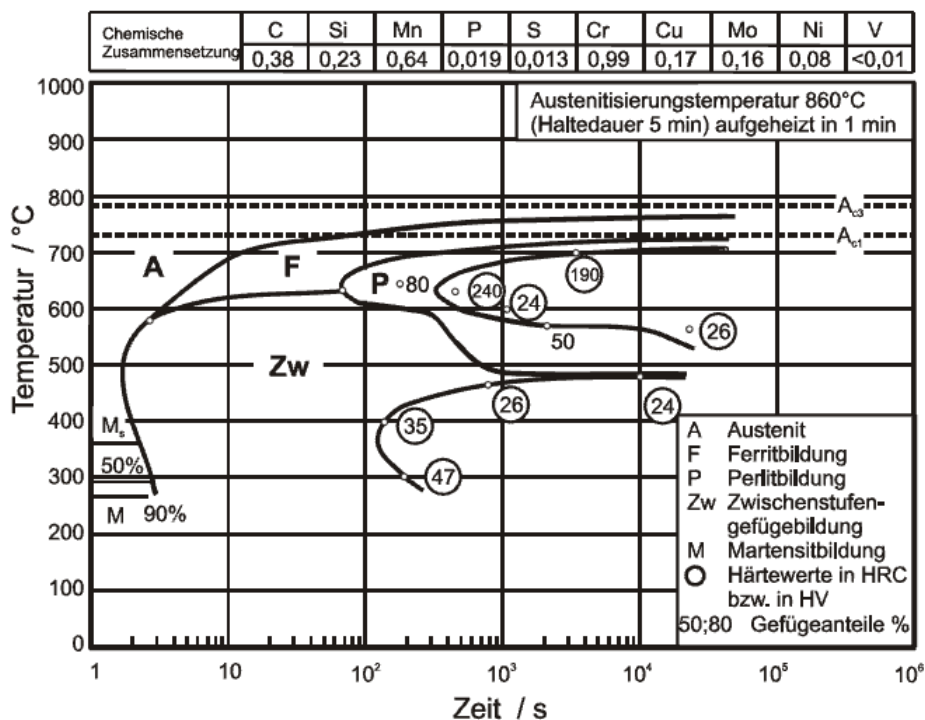 Chemische Zusammensetzung C Si Mn P S Cr Cu Mo Ni V
0,38 0,23 0,64 0,019 0,013 0,99 0,17 0,16 0,08 <0,01
Austenitisierungstemperatur 860°C
(Haltedauer 5 min) aufgeheizt in 1 min
Temperatur / °C
1000
900
800
700
600
500
400
300
200
100
0
A_c3
A_c1
A
F
P
80
240
190
24
50
26
Zw
26
24
35
47
M_s
50%
M 90%
A Austenit
F Ferritbildung
P Perlitbildung
Zw Zwischenstufen-
gefügebildung
M Martensitbildung
O Härtewerte in HRC
bzw. in HV
50;80 Gefügeanteile %
1 10 10² 10³ 10⁴ 10⁵ 10⁶
Zeit / s